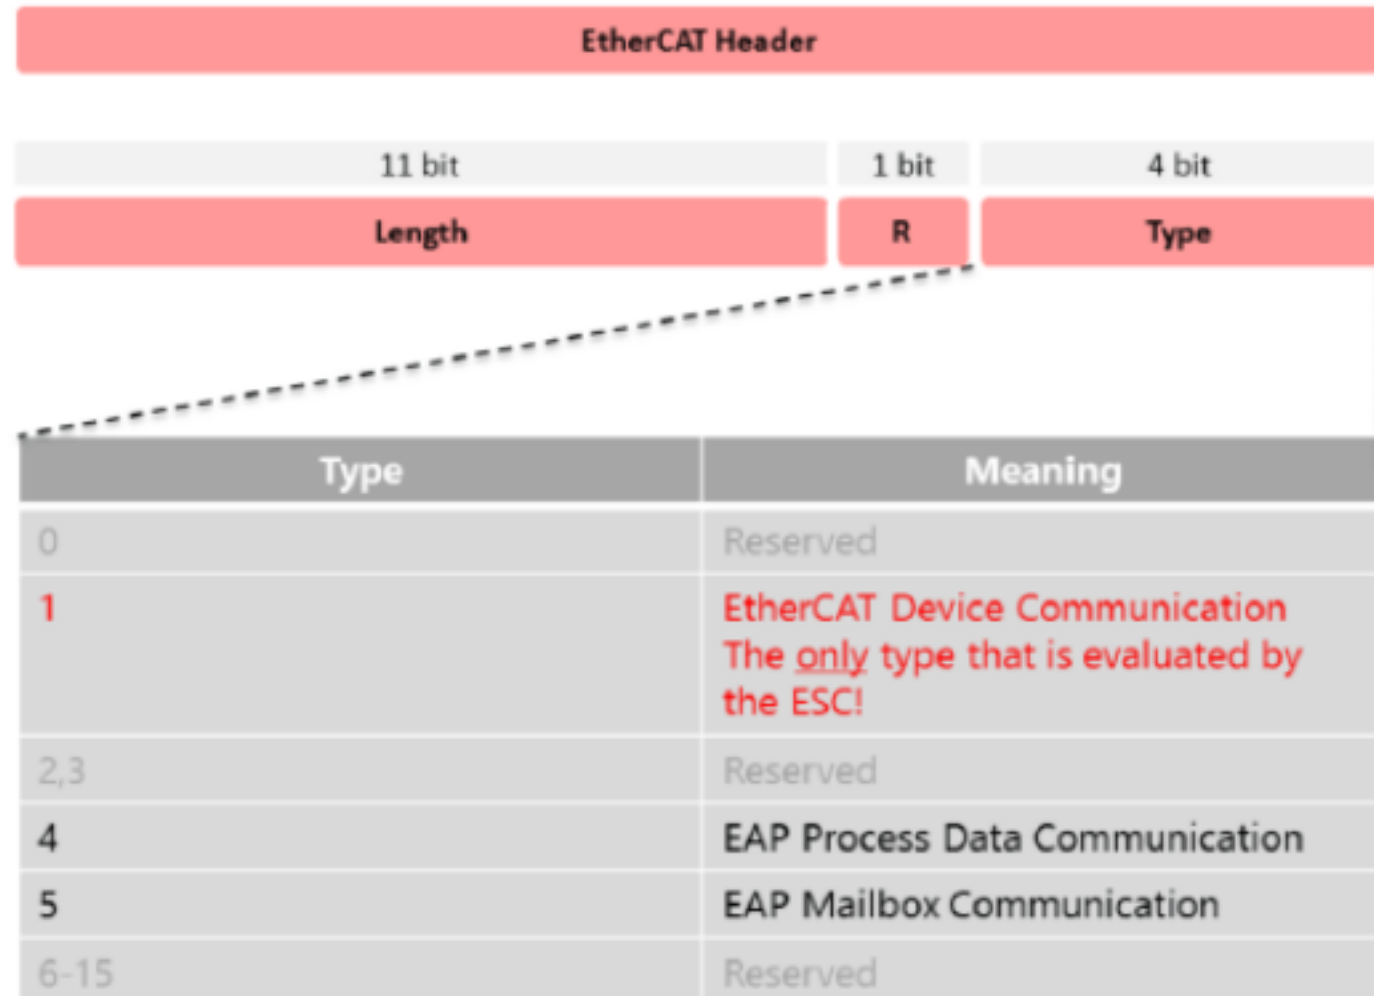 EtherCAT Header
11 bit 1 bit 4 bit
Length R Type
Type Meaning
0 Reserved
1 EtherCAT Device Communication
The only type that is evaluated by
the ESC!
2,3 Reserved
4 EAP Process Data Communication
5 EAP Mailbox Communication
6-15 Reserved